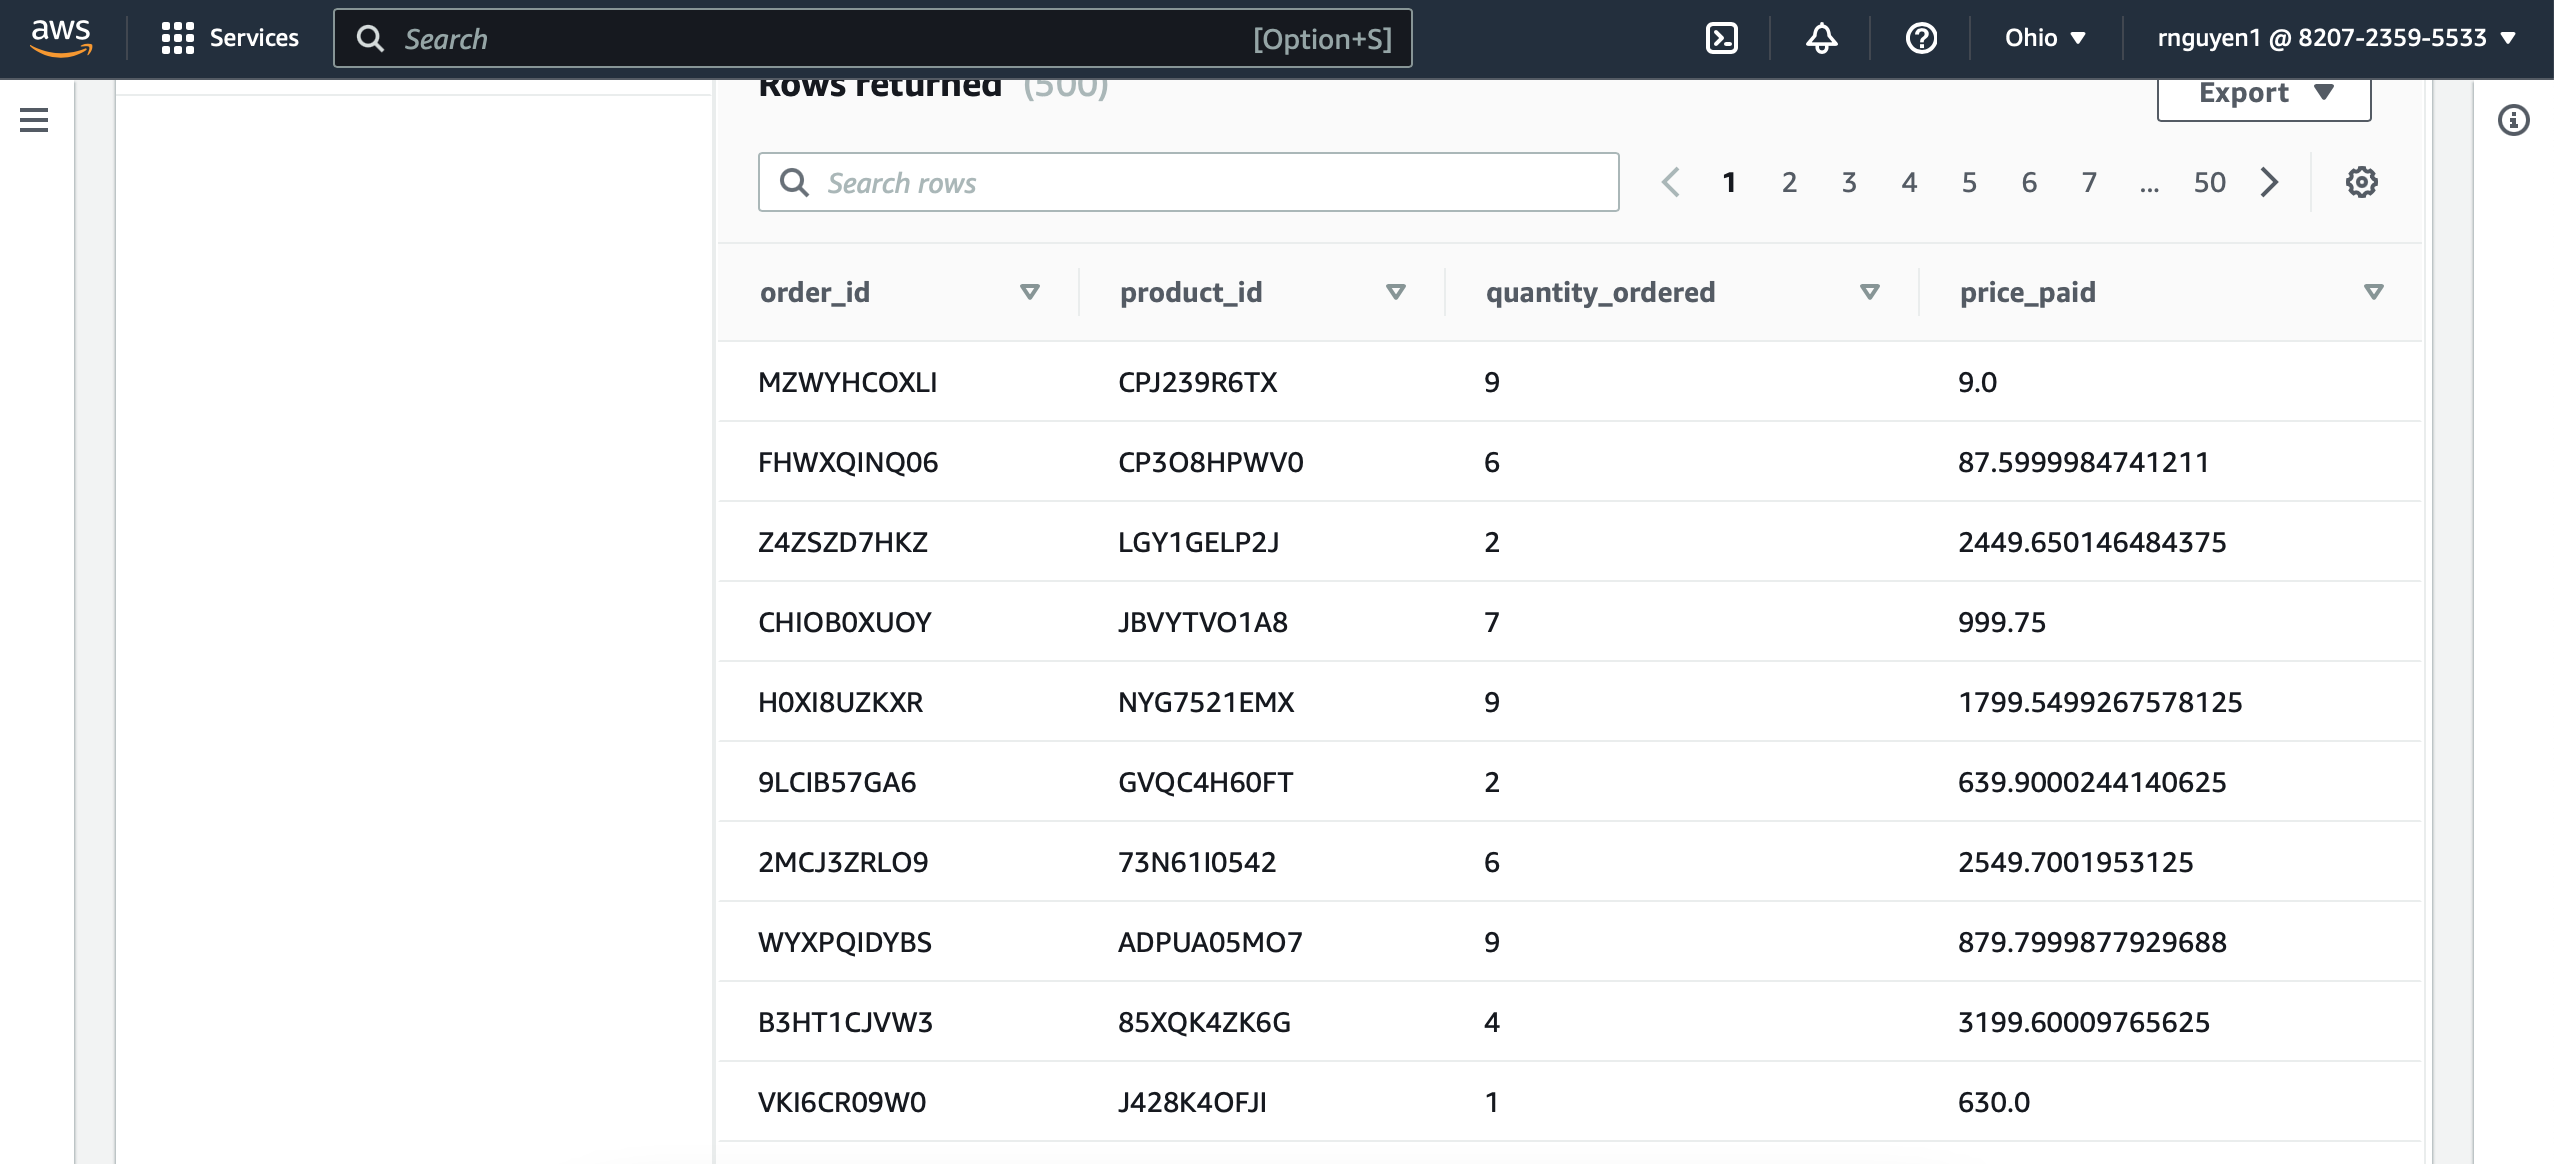 aws Services Search [Option+S] Ohio rnguyen1 @ 8207-2359-5533
Rows returned (500) Export
Search rows 1 2 3 4 5 6 7 ... 50
order_id product_id quantity_ordered price_paid
MZWYHCOXLI CPJ239R6TX 9 9.0
FHWXQINQ06 CP3O8HPWV0 6 87.5999984741211
Z4ZSZD7HKZ LGY1GELP2J 2 2449.650146484375
CHIOB0XUOY JBVYTVO1A8 7 999.75
H0XI8UZKXR NYG7521EMX 9 1799.5499267578125
9LCIB57GA6 GVQC4H60FT 2 639.9000244140625
2MCJ3ZRLO9 73N61I0542 6 2549.7001953125
WYXPQIDYBS ADPUA05MO7 9 879.7999877929688
B3HT1CJVW3 85XQK4ZK6G 4 3199.60009765625
VKI6CR09W0 J428K4OFJI 1 630.0